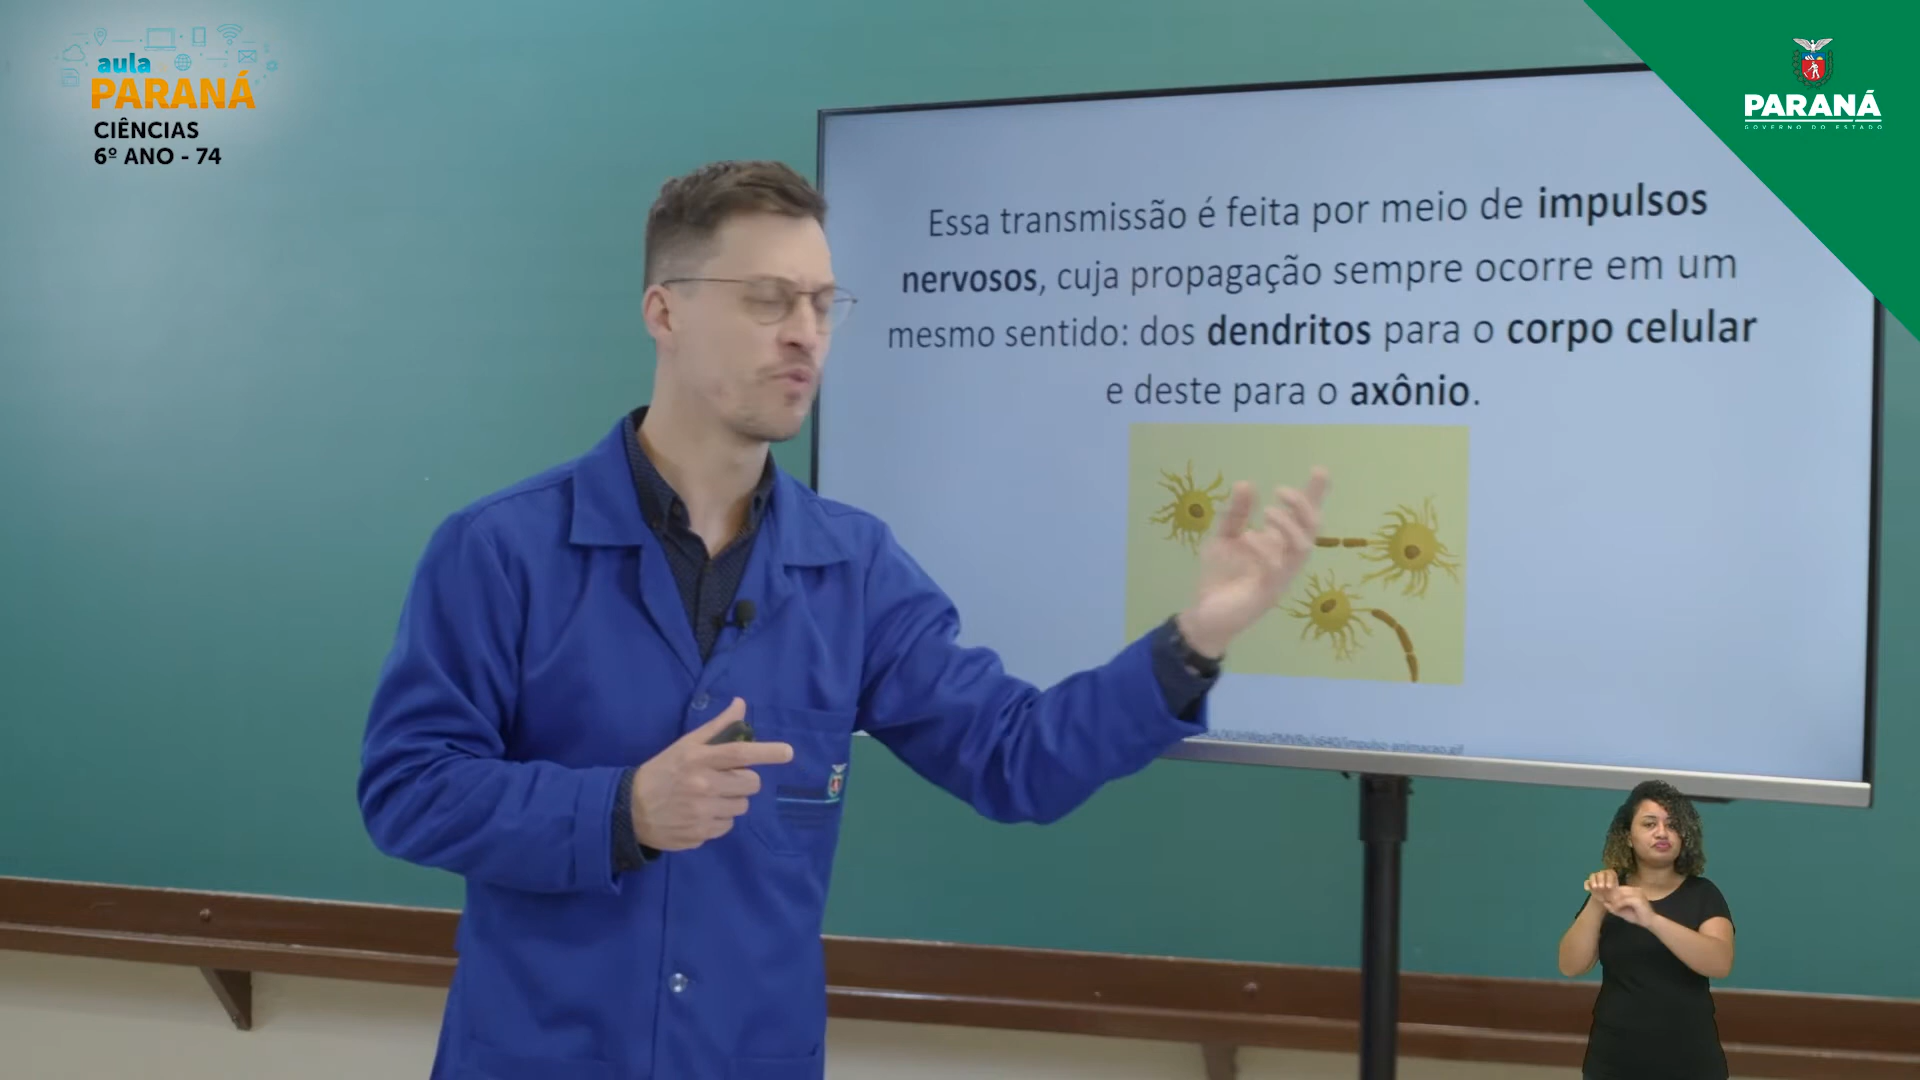 aula
PARANÁ
CIÊNCIAS
6º ANO - 74
PARANÁ
GOVERNO DO ESTADO
Essa transmissão é feita por meio de impulsos
nervosos, cuja propagação sempre ocorre em um
mesmo sentido: dos dendritos para o corpo celular
e deste para o axônio.